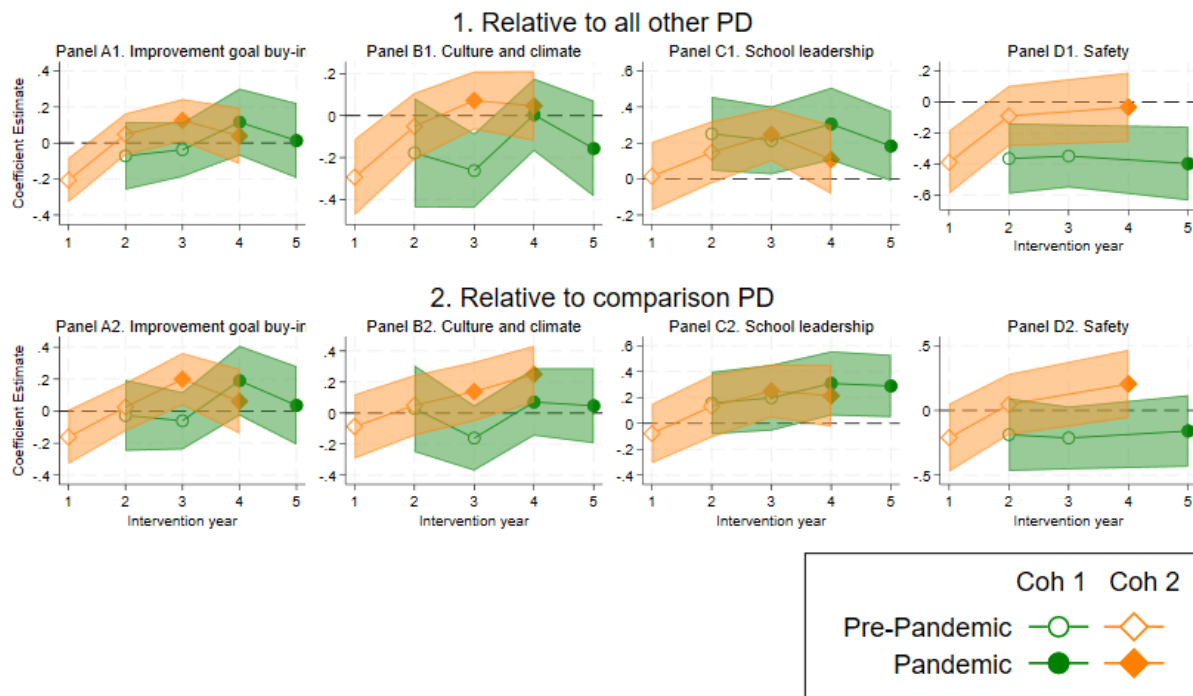 1. Relative to all other PD
Panel A1. Improvement goal buy-in
Panel B1. Culture and climate
Panel C1. School leadership
Panel D1. Safety
Coefficient Estimate
.4
.2
0
-.2
-.4
1 2 3 4 5
.2
0
-.2
-.4
1 2 3 4 5
.6
.4
.2
0
-.2
1 2 3 4 5
.2
0
-.2
-.4
-.6
1 2 3 4 5
Intervention year
2. Relative to comparison PD
Panel A2. Improvement goal buy-in
Panel B2. Culture and climate
Panel C2. School leadership
Panel D2. Safety
Coefficient Estimate
.4
.2
0
-.2
-.4
1 2 3 4 5
Intervention year
.4
.2
0
-.2
-.4
1 2 3 4 5
Intervention year
.6
.4
.2
0
-.2
-.4
1 2 3 4 5
Intervention year
.5
0
-.5
1 2 3 4 5
Intervention year
Coh 1 Coh 2
Pre-Pandemic
Pandemic